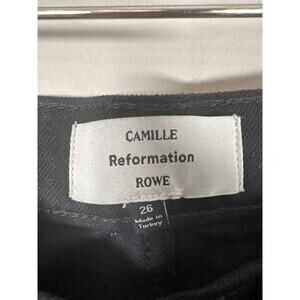 CAMILLE
Reformation
ROWE
26
Made in
Turkey